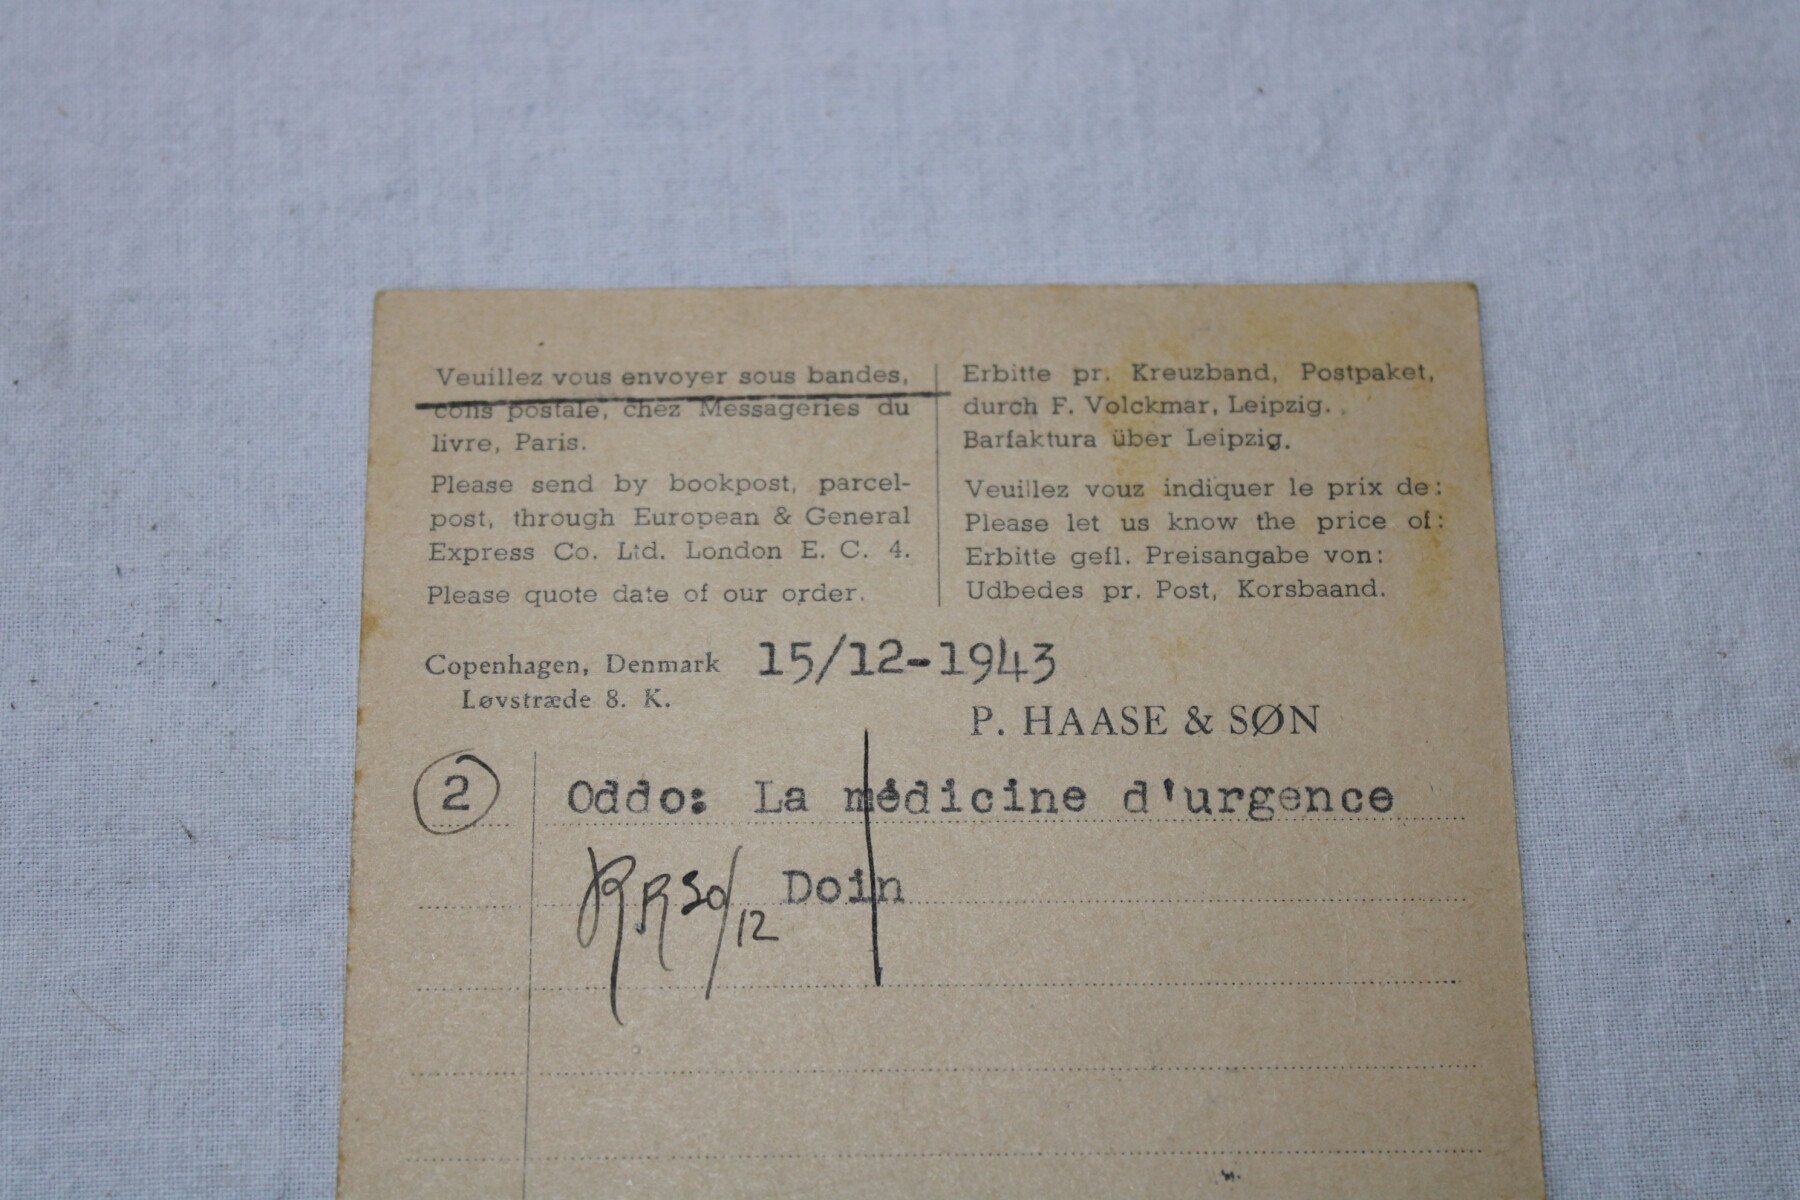 Veuillez vous envoyer sous bandes,
colis postale, chez Messageries du
livre, Paris.
Please send by bookpost, parcel-
post, through European & General
Express Co. Ltd. London E. C. 4.
Please quote date of our order.
Erbitte pr. Kreuzband, Postpaket,
durch F. Volckmar, Leipzig.
Barfaktura über Leipzig.
Veuillez vouz indiquer le prix de:
Please let us know the price of:
Erbitte gefl. Preisangabe von:
Udbedes pr. Post, Korsbaand.
Copenhagen, Denmark 15/12-1943
Løvstræde 8. K.
P. HAASE & SØN
2 Oddo: La médicine d'urgence
Doin
12